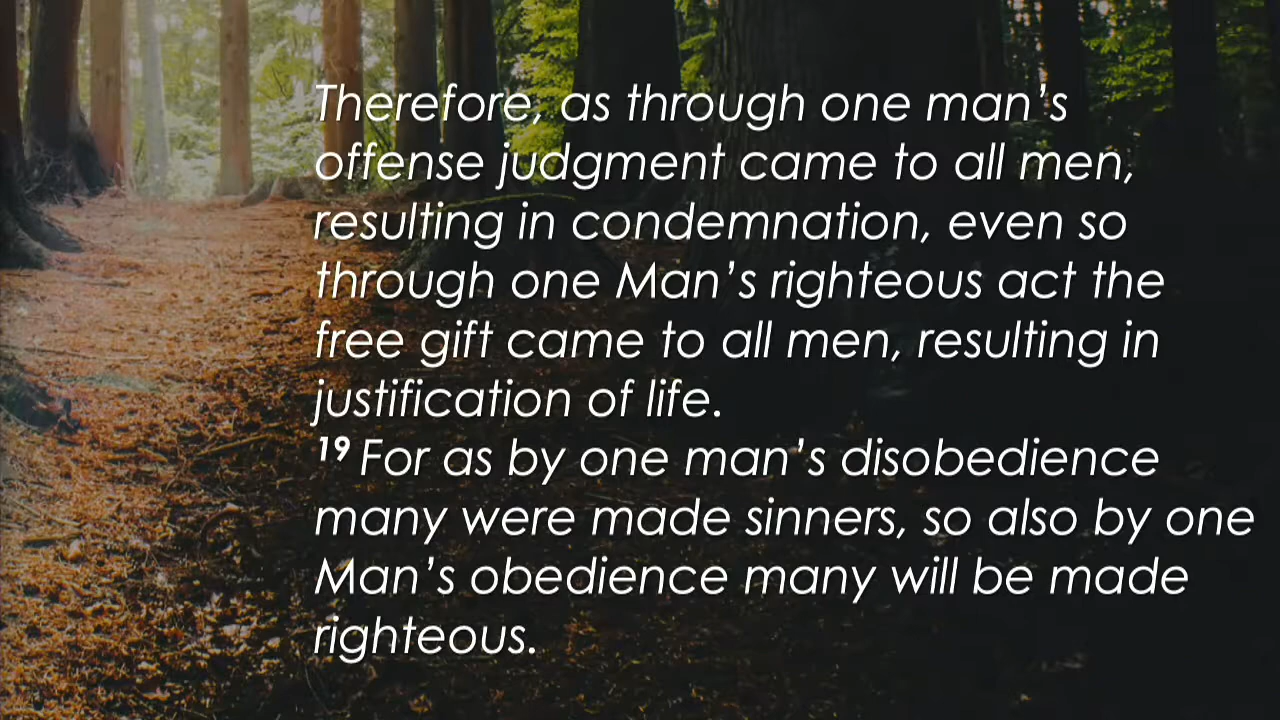 Therefore, as through one man’s
offense judgment came to all men,
resulting in condemnation, even so
through one Man’s righteous act the
free gift came to all men, resulting in
justification of life.
19 For as by one man’s disobedience
many were made sinners, so also by one
Man’s obedience many will be made
righteous.